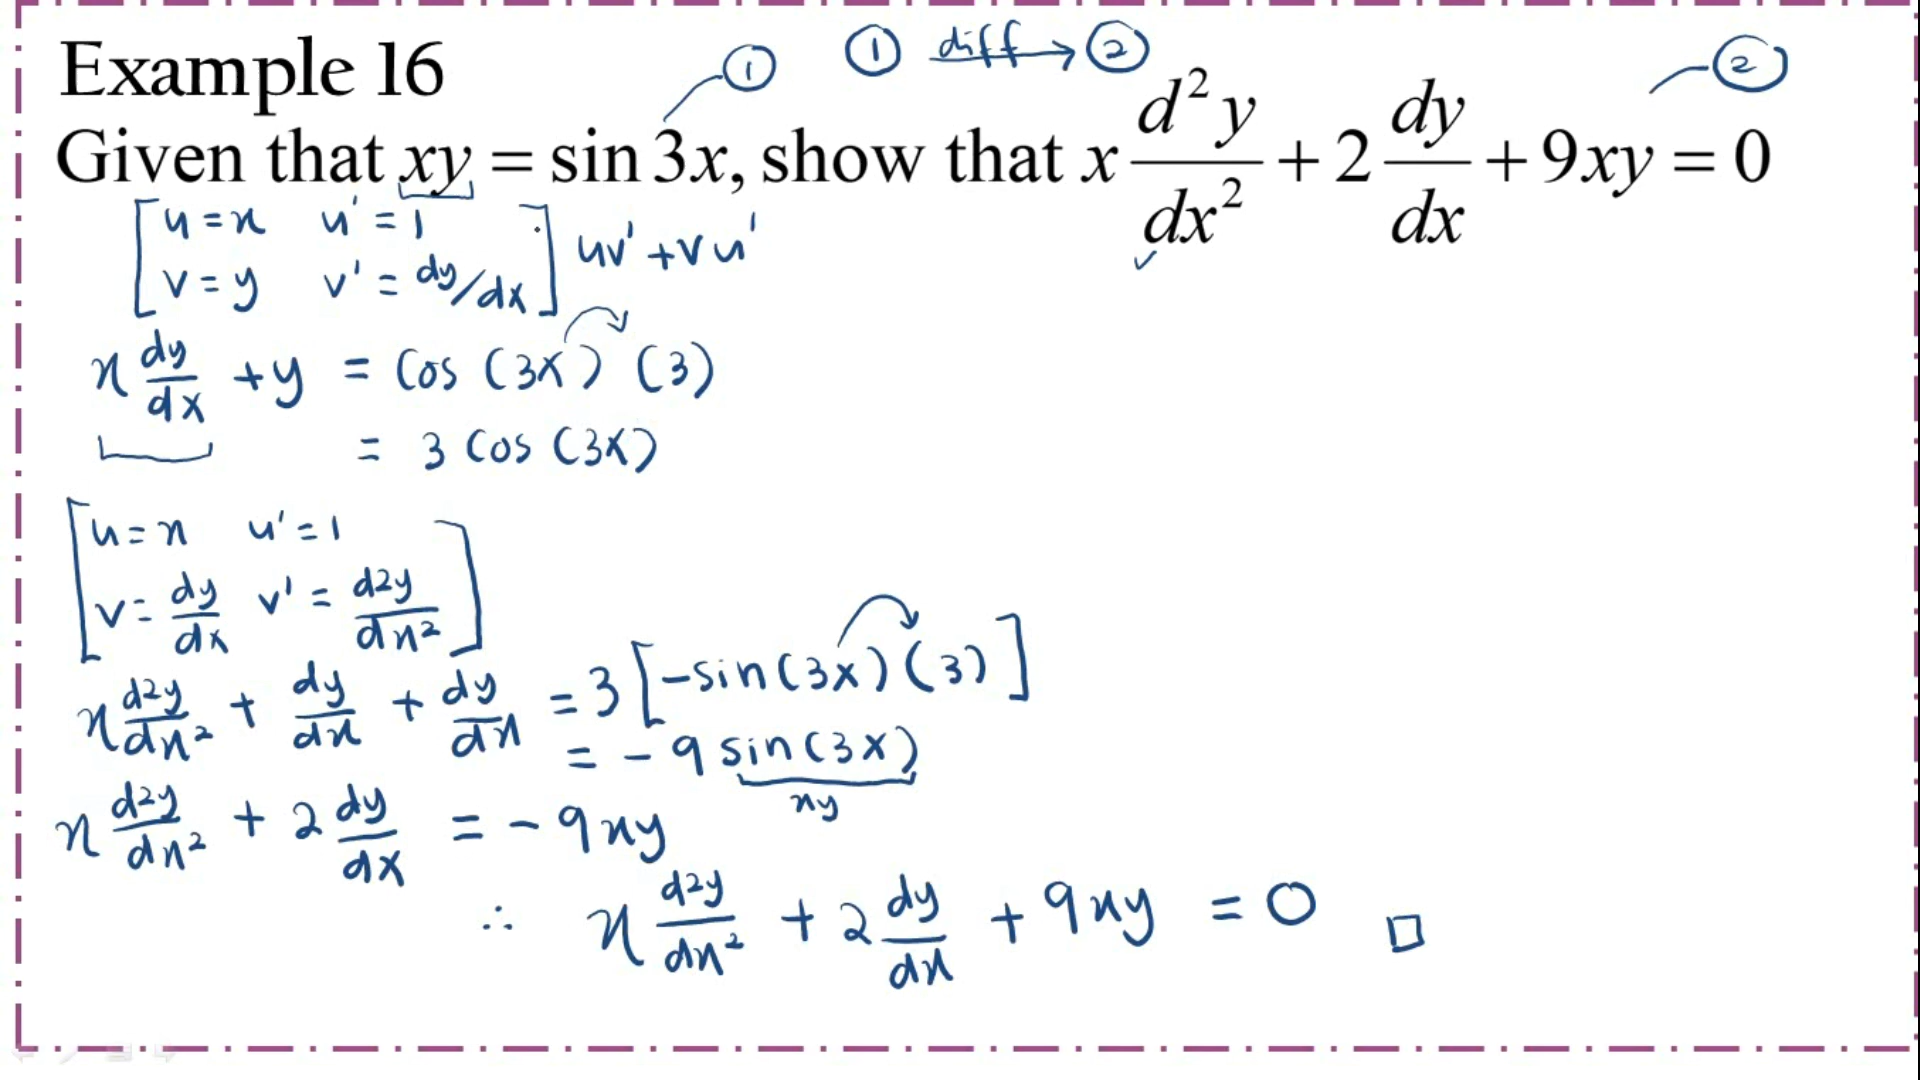 Example 16
① ① diff → ② ②
Given that xy = sin 3x, show that x d²y/dx² + 2 dy/dx + 9xy = 0
[u = x u' = 1
v = y v' = dy/dx] uv' + vu'
x dy/dx + y = cos (3x) (3)
= 3 cos (3x)
[u = x u' = 1
v = dy/dx v' = d²y/dx²]
x d²y/dx² + dy/dx + dy/dx = 3 [-sin (3x) (3)]
= -9 sin (3x)
xy
x d²y/dx² + 2 dy/dx = -9xy
∴ x d²y/dx² + 2 dy/dx + 9xy = 0 □